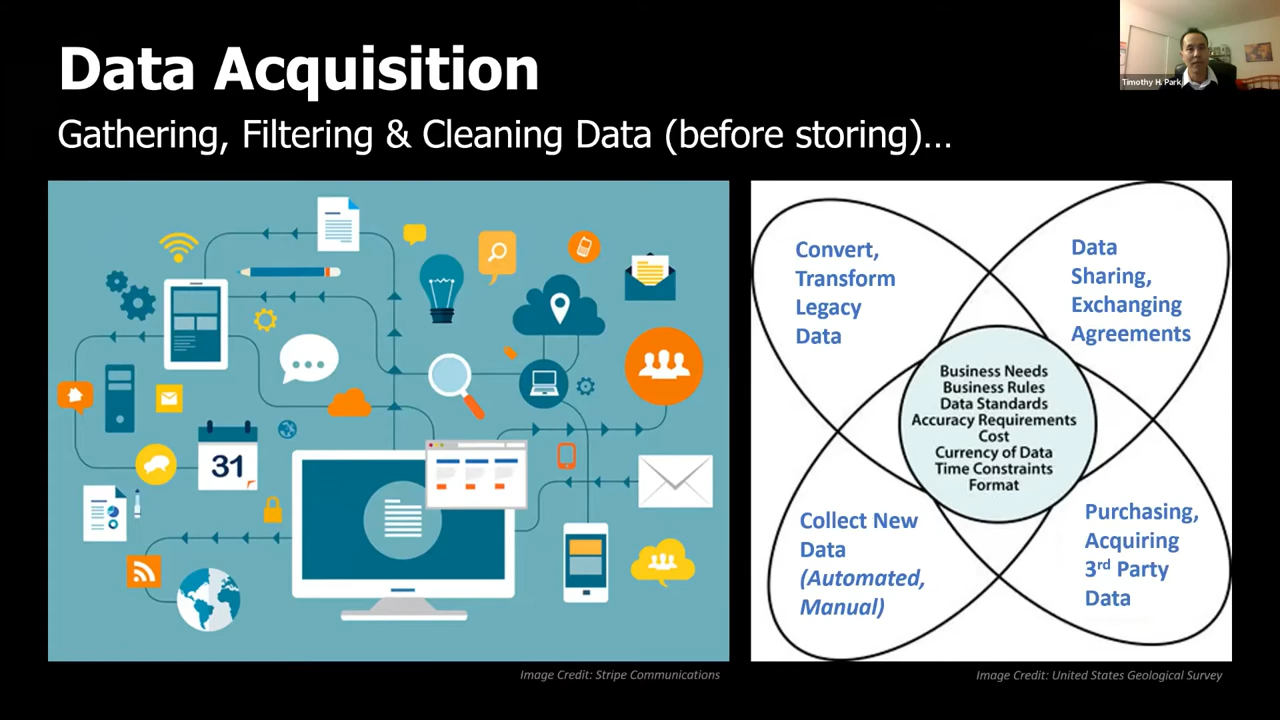 Data Acquisition
Timothy H. Park
Gathering, Filtering & Cleaning Data (before storing)...
31
Convert,
Transform
Legacy
Data
Data
Sharing,
Exchanging
Agreements
Business Needs
Business Rules
Data Standards
Accuracy Requirements
Cost
Currency of Data
Time Constraints
Format
Collect New
Data
(Automated,
Manual)
Purchasing,
Acquiring
3rd Party
Data
Image Credit: Stripe Communications
Image Credit: United States Geological Survey